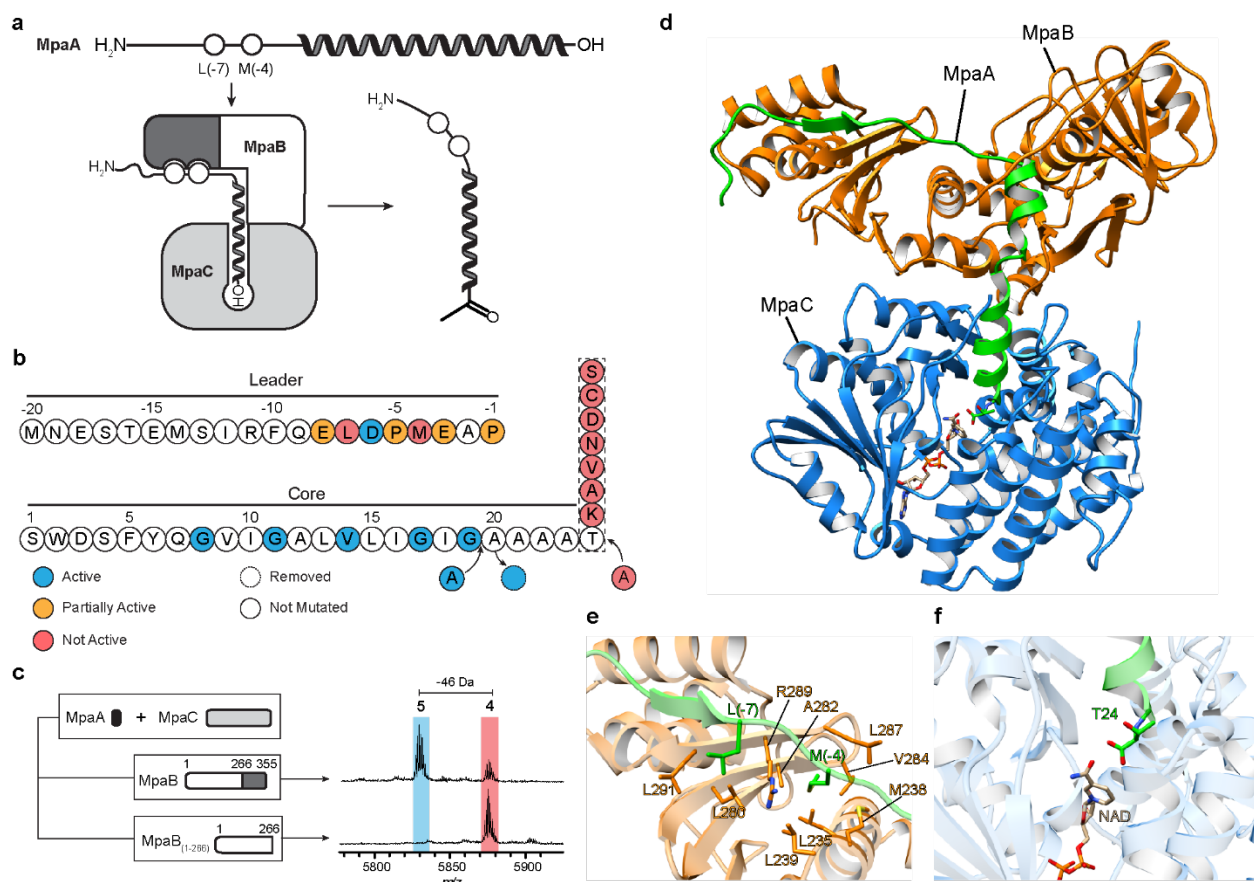 a
MpaA H₂N OH
L(-7) M(-4)
H₂N
MpaB
H₂N
MpaC
HO
O
b
Leader
-20 -15 -10 -5 -1
M N E S T E M S I R F Q E L D P M E A P
S
C
D
N
V
A
K
Core
1 5 10 15 20
S W D S F Y Q G V I G A L V L I G I G A A A A T
A A
Active
Removed
Partially Active
Not Mutated
Not Active
c
MpaA + MpaC
1 266 355
MpaB
1 266
MpaB(1-266)
-46 Da
5 4
5800 5850 5900
m/z
d
MpaB
MpaA
MpaC
e
R289
A282
L(-7)
L287
M(-4)
V284
L291
M238
L280
L235
L239
f
T24
NAD